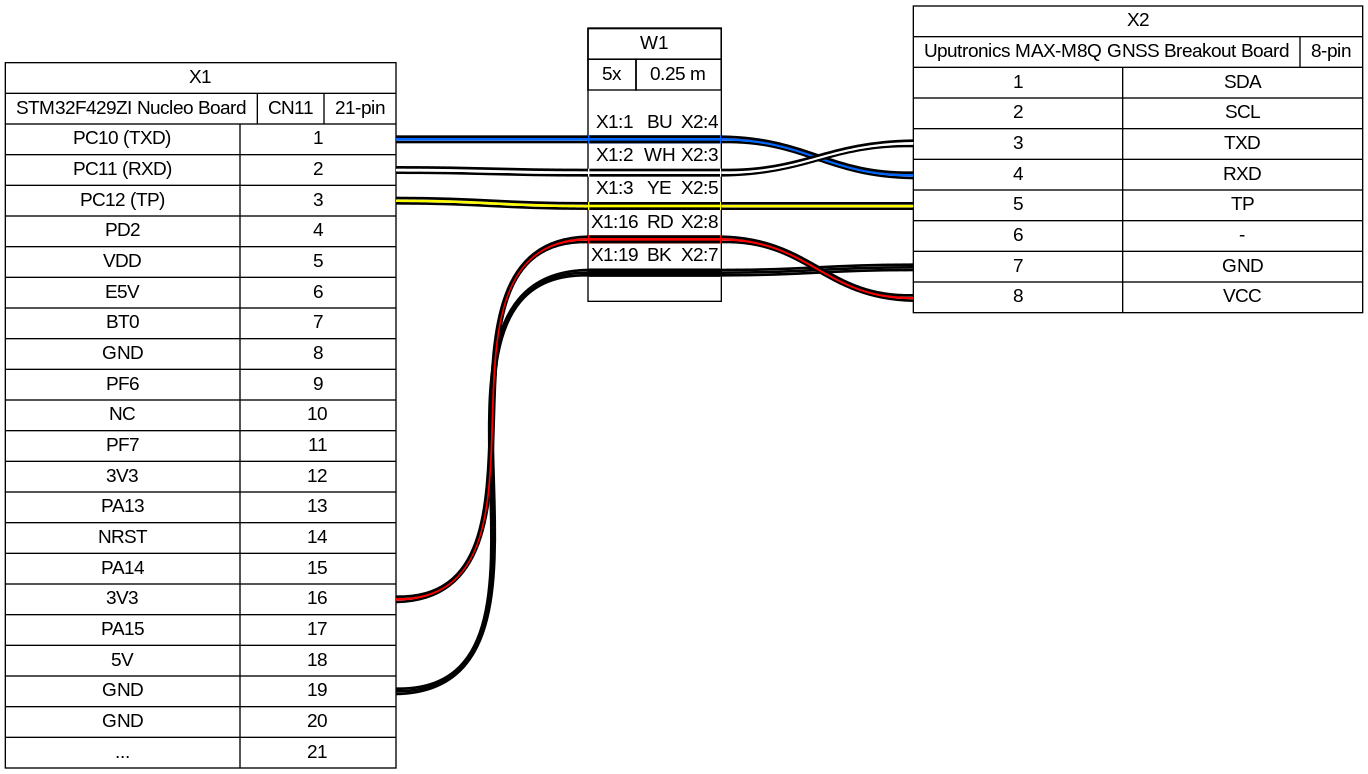 X1
STM32F429ZI Nucleo Board CN11 21-pin
PC10 (TXD) 1
PC11 (RXD) 2
PC12 (TP) 3
PD2 4
VDD 5
E5V 6
BT0 7
GND 8
PF6 9
NC 10
PF7 11
3V3 12
PA13 13
NRST 14
PA14 15
3V3 16
PA15 17
5V 18
GND 19
GND 20
... 21
W1
5x 0.25 m
X1:1 BU X2:4
X1:2 WH X2:3
X1:3 YE X2:5
X1:16 RD X2:8
X1:19 BK X2:7
X2
Uputronics MAX-M8Q GNSS Breakout Board 8-pin
1 SDA
2 SCL
3 TXD
4 RXD
5 TP
6 -
7 GND
8 VCC